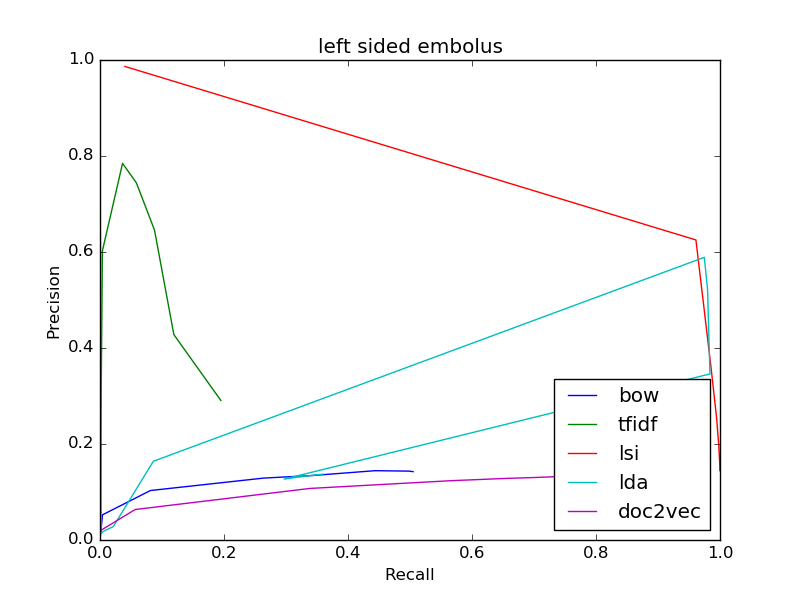 left sided embolus
1.0
0.8
0.6
0.4
0.2
0.0
Precision
0.0 0.2 0.4 0.6 0.8 1.0
Recall
bow
tfidf
lsi
lda
doc2vec